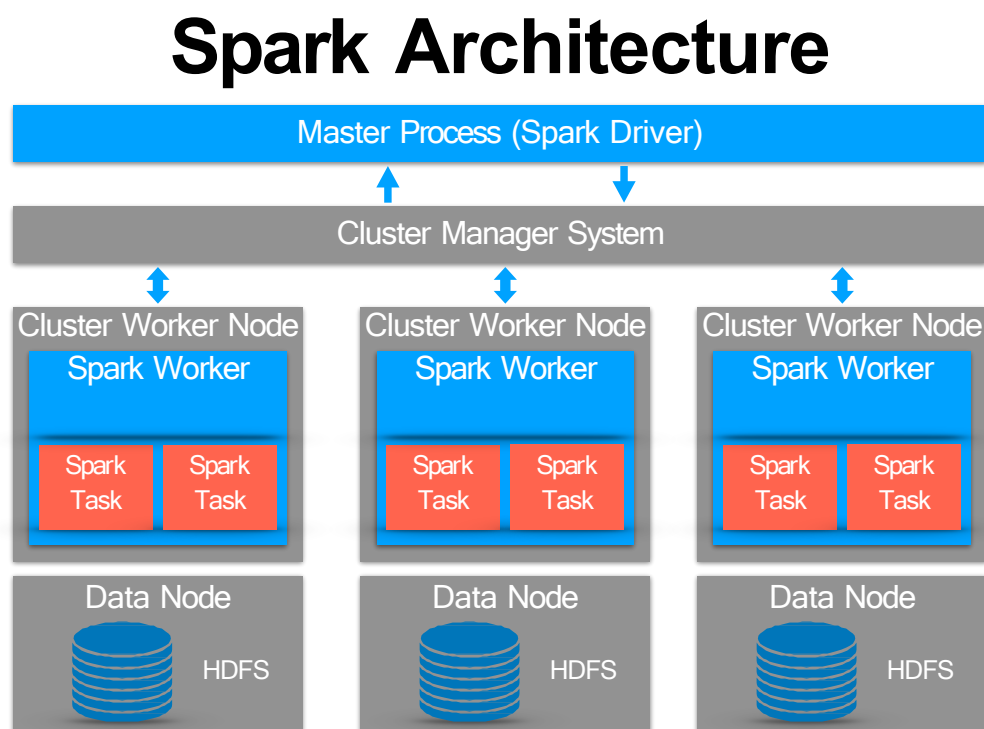 Spark Architecture
Master Process (Spark Driver)
Cluster Manager System
Cluster Worker Node
Spark Worker
Spark
Task
Spark
Task
Cluster Worker Node
Spark Worker
Spark
Task
Spark
Task
Cluster Worker Node
Spark Worker
Spark
Task
Spark
Task
Data Node
HDFS
Data Node
HDFS
Data Node
HDFS